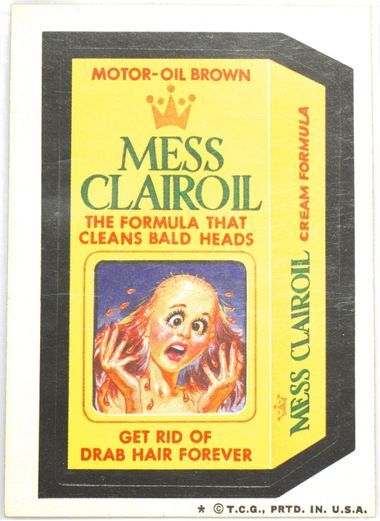 MOTOR-OIL BROWN
MESS
CLAIROIL
THE FORMULA THAT
CLEANS BALD HEADS
GET RID OF
DRAB HAIR FOREVER
MESS CLAIROIL CREAM FORMULA
* © T.C.G., PRTD. IN. U.S.A.